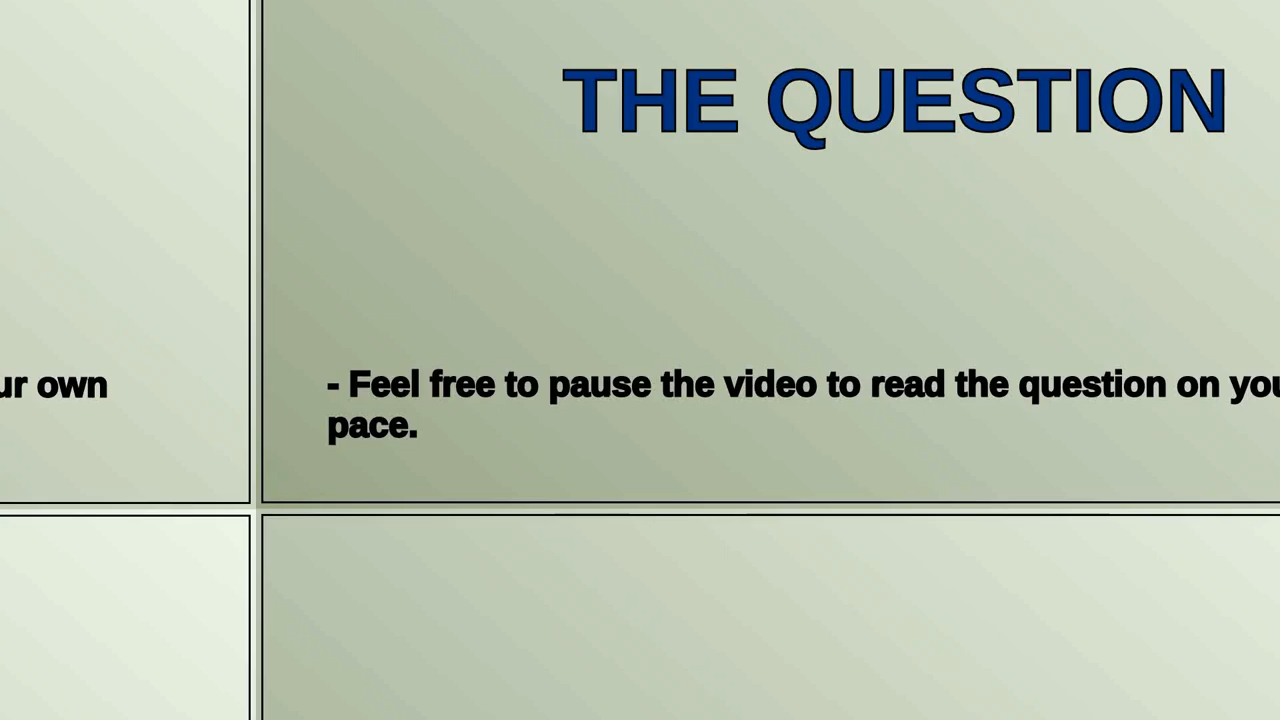 THE QUESTION
ur own
- Feel free to pause the video to read the question on you
pace.